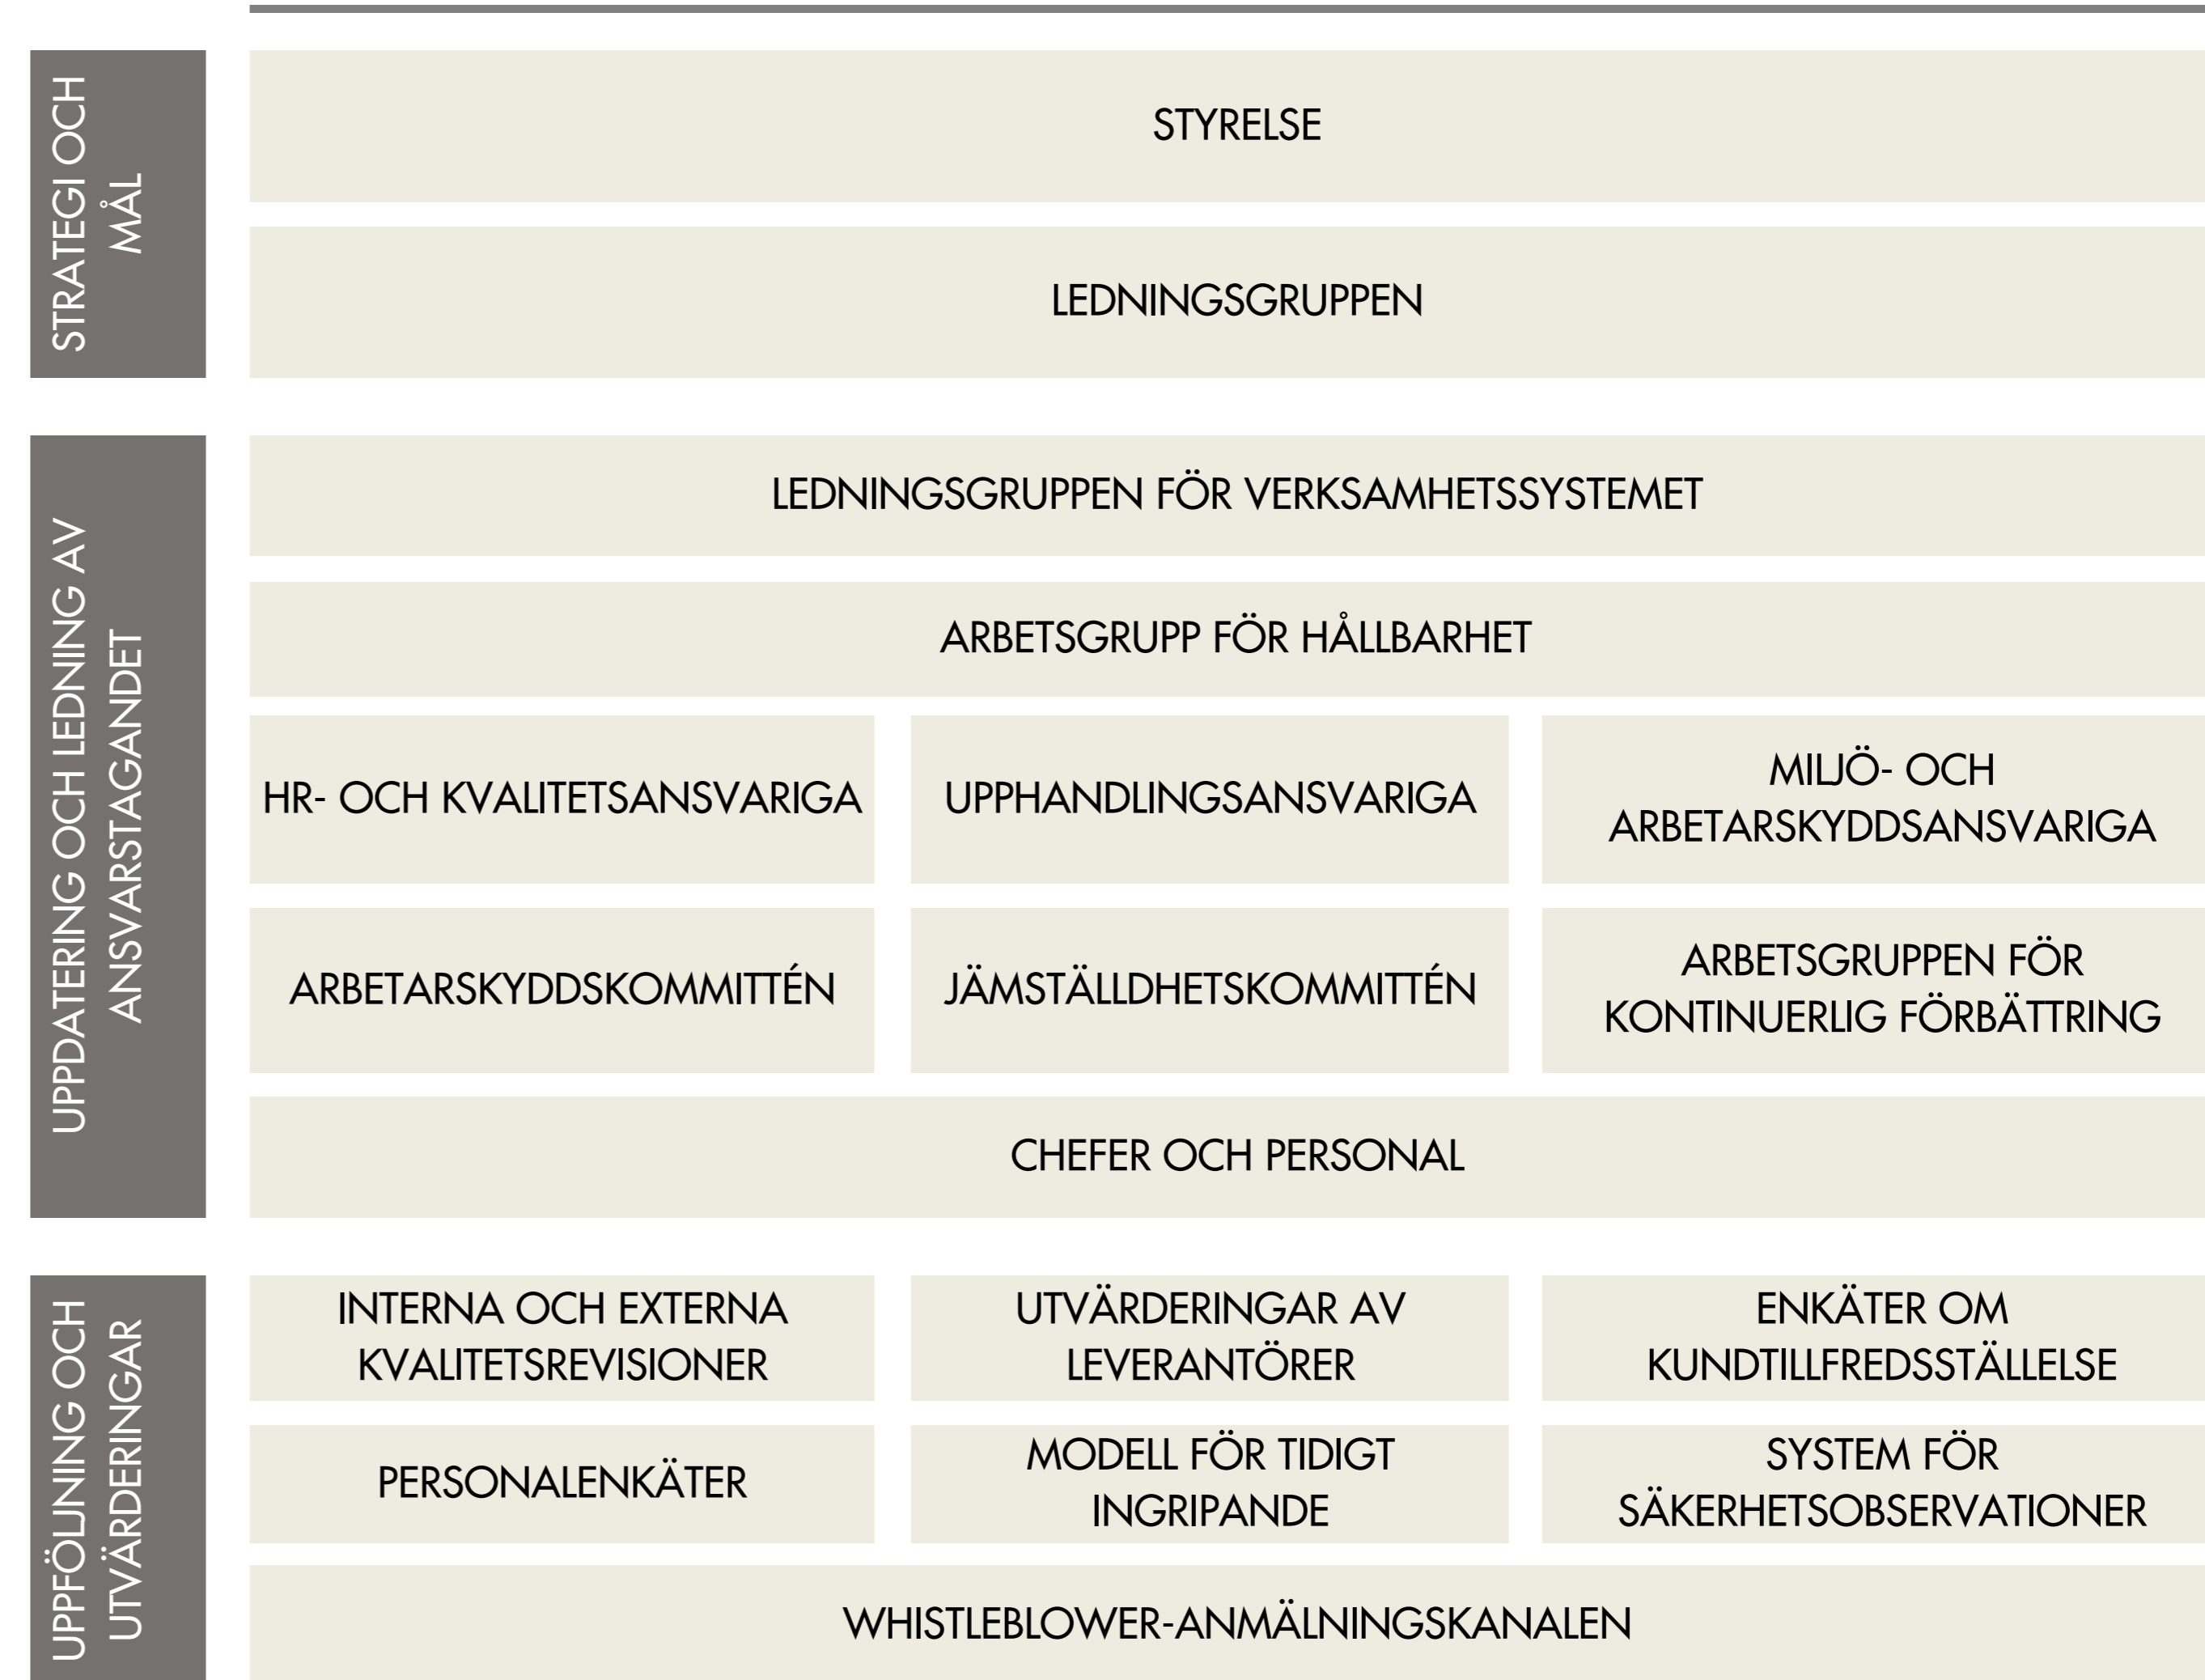 STRATEGI OCH
MÅL
STYRELSE
LEDNINGSGRUPPEN
UPPDATERING OCH LEDNING AV
ANSVARSTAGANDET
LEDNINGSGRUPPEN FÖR VERKSAMHETSSYSTEMET
ARBETSGRUPP FÖR HÅLLBARHET
HR- OCH KVALITETSANSVARIGA
UPPHANDLINGSANSVARIGA
MILJÖ- OCH
ARBETARSKYDDSANSVARIGA
ARBETARSKYDDSKOMMITTÉN
JÄMSTÄLLDHETSKOMMITTÉN
ARBETSGRUPPEN FÖR
KONTINUERLIG FÖRBÄTTRING
CHEFER OCH PERSONAL
UPPFÖLJNING OCH
UTVÄRDERINGAR
INTERNA OCH EXTERNA
KVALITETSREVISIONER
UTVÄRDERINGAR AV
LEVERANTÖRER
ENKÄTER OM
KUNDTILLFREDSSTÄLLELSE
PERSONALENKÄTER
MODELL FÖR TIDIGT
INGRIPANDE
SYSTEM FÖR
SÄKERHETSOBSERVATIONER
WHISTLEBLOWER-ANMÄLNINGSKANALEN